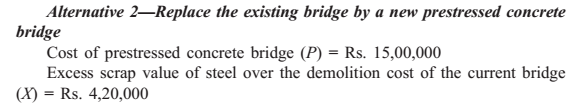 Alternative 2—Replace the existing bridge by a new prestressed concrete
bridge
Cost of prestressed concrete bridge (P) = Rs. 15,00,000
Excess scrap value of steel over the demolition cost of the current bridge
(X) = Rs. 4,20,000